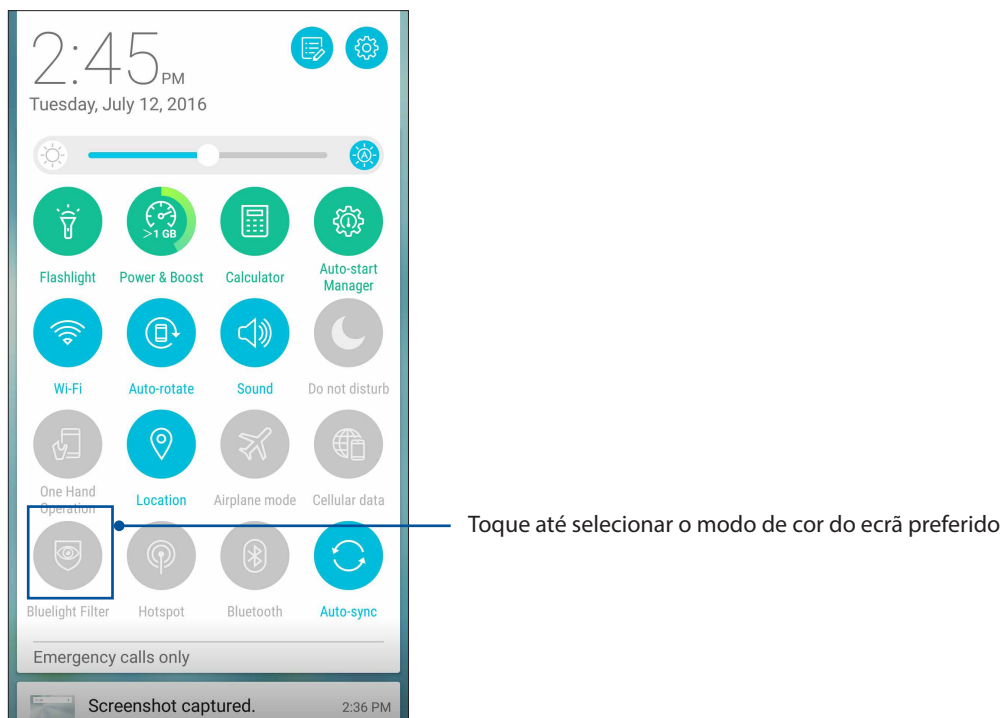 2:45 PM
Tuesday, July 12, 2016
A
>1 GB
Flashlight Power & Boost Calculator Auto-start
Manager
Wi-Fi Auto-rotate Sound Do not disturb
One Hand
Operation Location Airplane mode Cellular data
Toque até selecionar o modo de cor do ecrã preferido
Bluelight Filter Hotspot Bluetooth Auto-sync
Emergency calls only
Screenshot captured. 2:36 PM